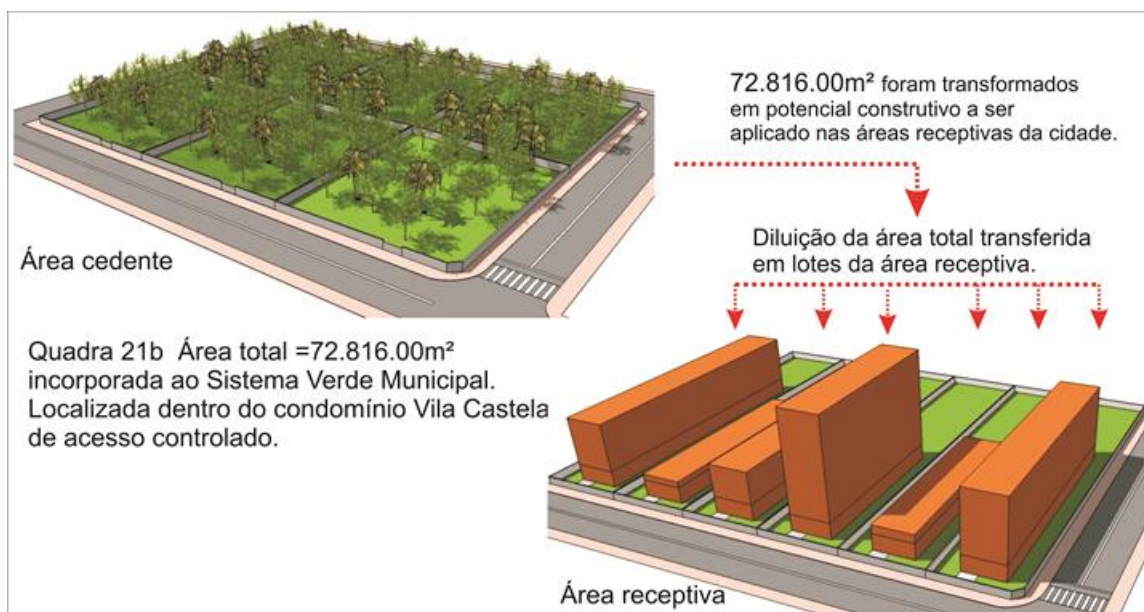 72.816.00m² foram transformados
em potencial construtivo a ser
aplicado nas áreas receptivas da cidade.
Área cedente
Diluição da área total transferida
em lotes da área receptiva.
Quadra 21b Área total =72.816.00m²
incorporada ao Sistema Verde Municipal.
Localizada dentro do condomínio Vila Castela
de acesso controlado.
Área receptiva